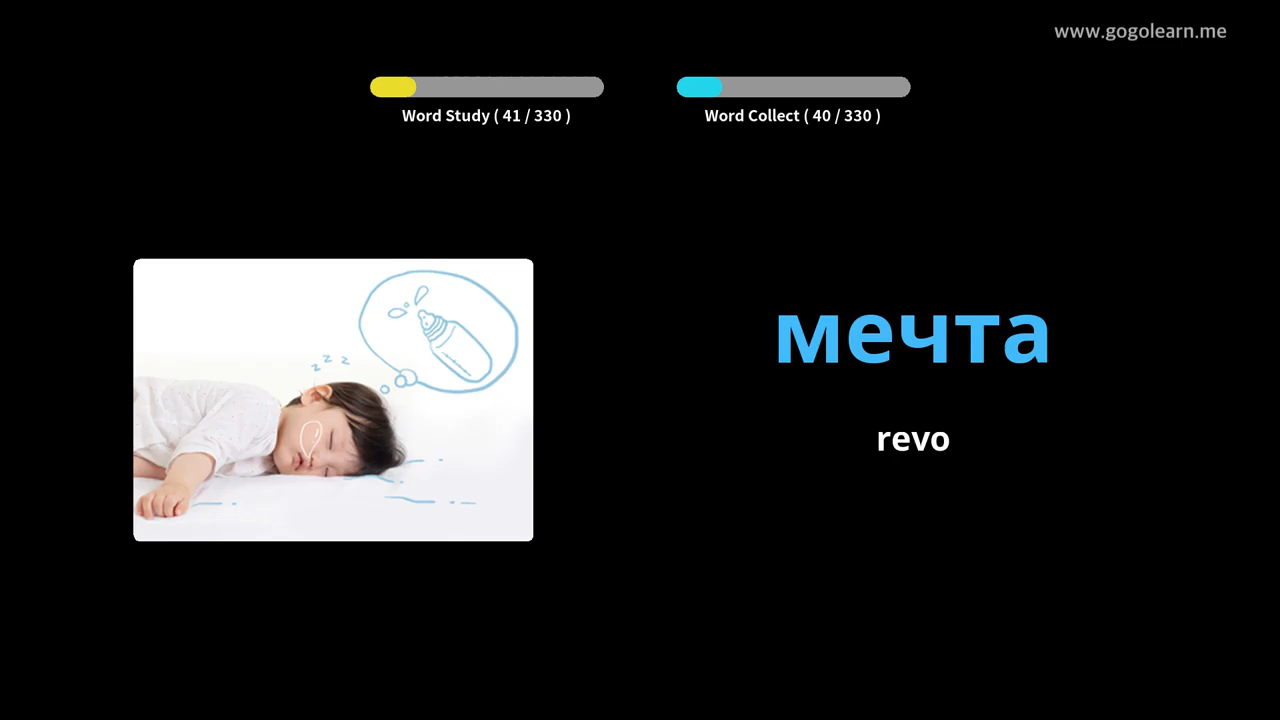 www.gogolearn.me
Word Study ( 41 / 330 )
Word Collect ( 40 / 330 )
z z z
мечта
revo